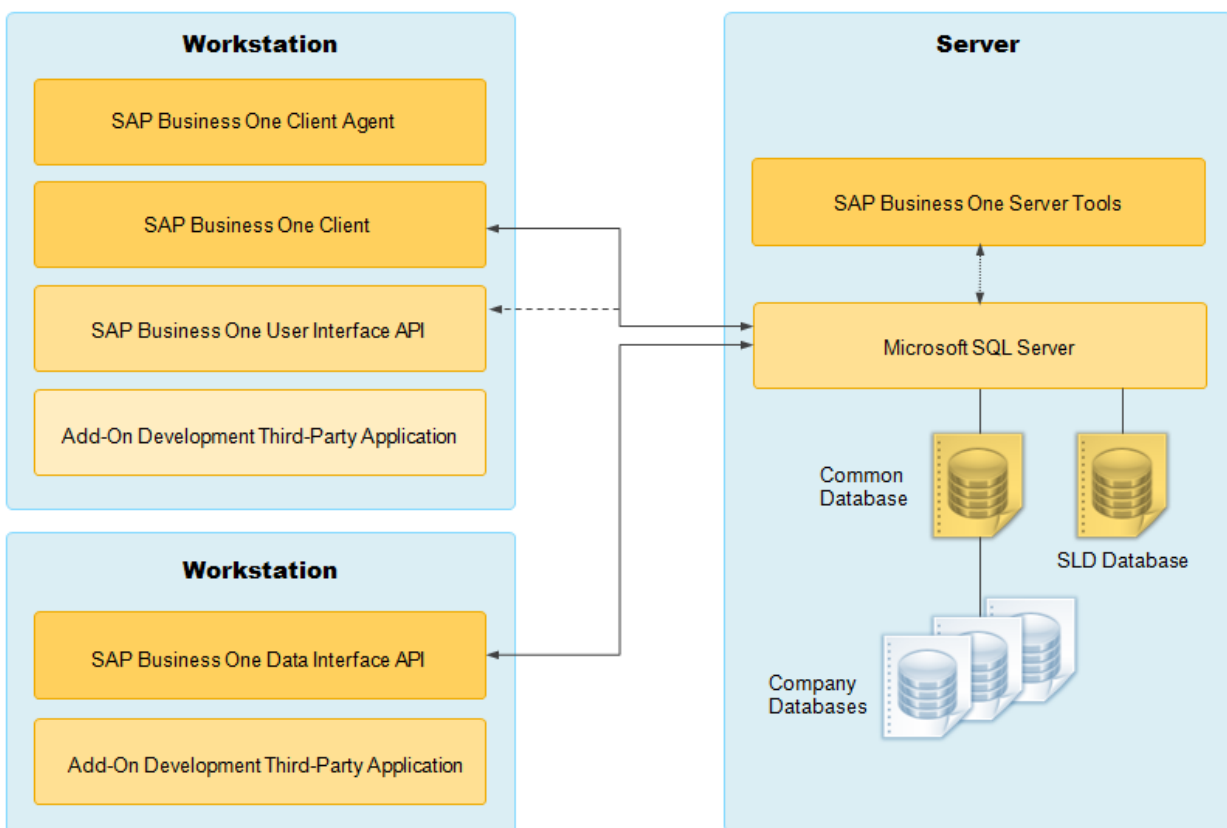 Workstation
SAP Business One Client Agent
SAP Business One Client
SAP Business One User Interface API
Add-On Development Third-Party Application
Workstation
SAP Business One Data Interface API
Add-On Development Third-Party Application
Server
SAP Business One Server Tools
Microsoft SQL Server
Common
Database
SLD Database
Company
Databases